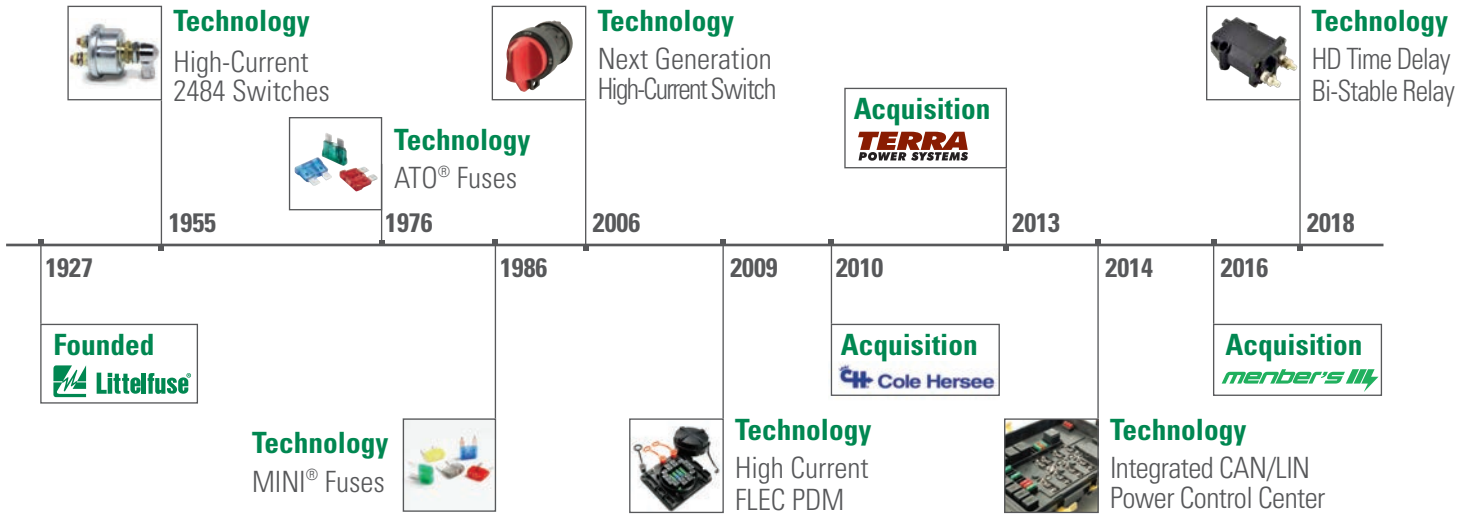 Technology
High-Current
2484 Switches
Technology
Next Generation
High-Current Switch
Technology
HD Time Delay
Bi-Stable Relay
Acquisition
TERRA
POWER SYSTEMS
Technology
ATO® Fuses
1955
1976
2006
2013
2018
1927
1986
2009
2010
2014
2016
Founded
Littelfuse®
Acquisition
CH Cole Hersee
Acquisition
menber's
Technology
MINI® Fuses
Technology
High Current
FLEC PDM
Technology
Integrated CAN/LIN
Power Control Center